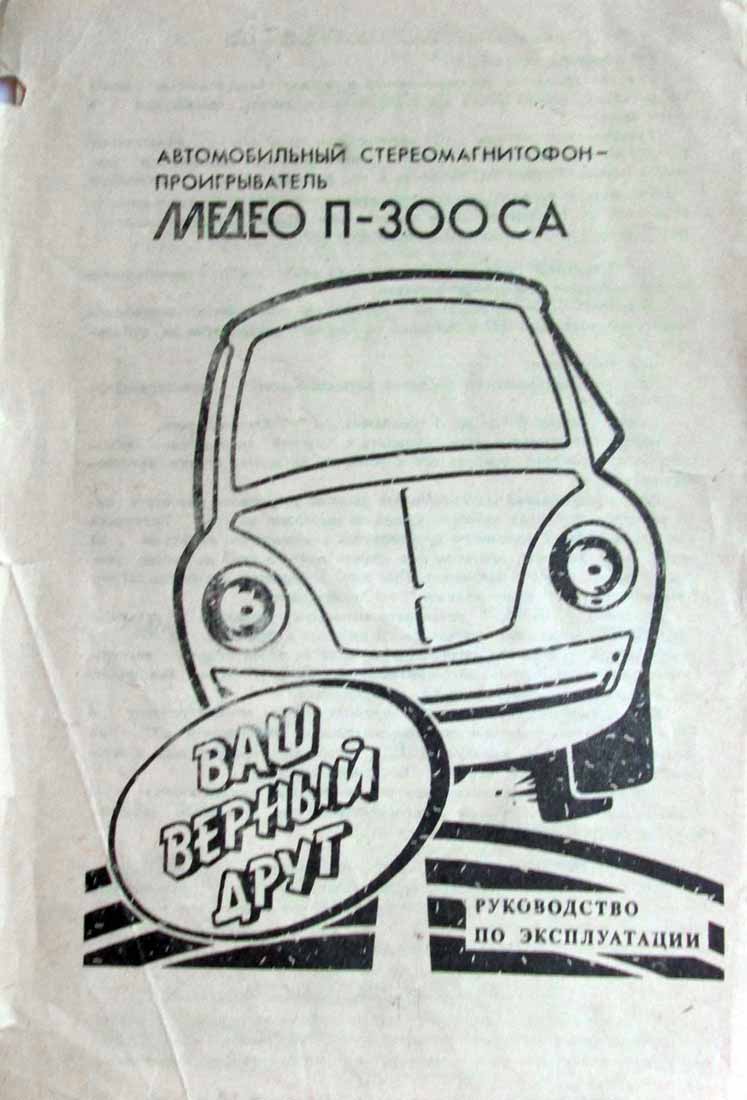 АВТОМОБИЛЬНЫЙ СТЕРЕОМАГНИТОФОН-
ПРОИГРЫВАТЕЛЬ
МЕДЕО П-300СА
ВАШ
ВЕРНЫЙ
ДРУГ
РУКОВОДСТВО
ПО ЭКСПЛУАТАЦИИ